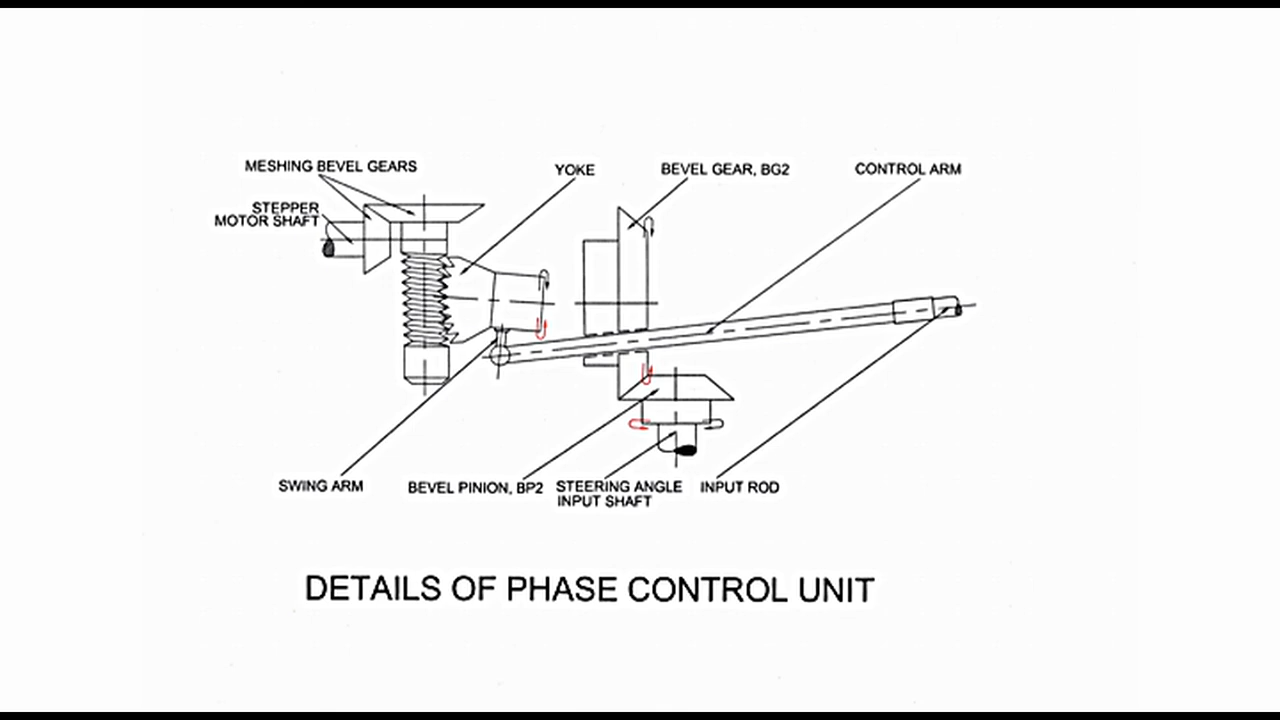 MESHING BEVEL GEARS
YOKE
BEVEL GEAR, BG2
CONTROL ARM
STEPPER
MOTOR SHAFT
SWING ARM
BEVEL PINION, BP2
STEERING ANGLE
INPUT SHAFT
INPUT ROD
DETAILS OF PHASE CONTROL UNIT